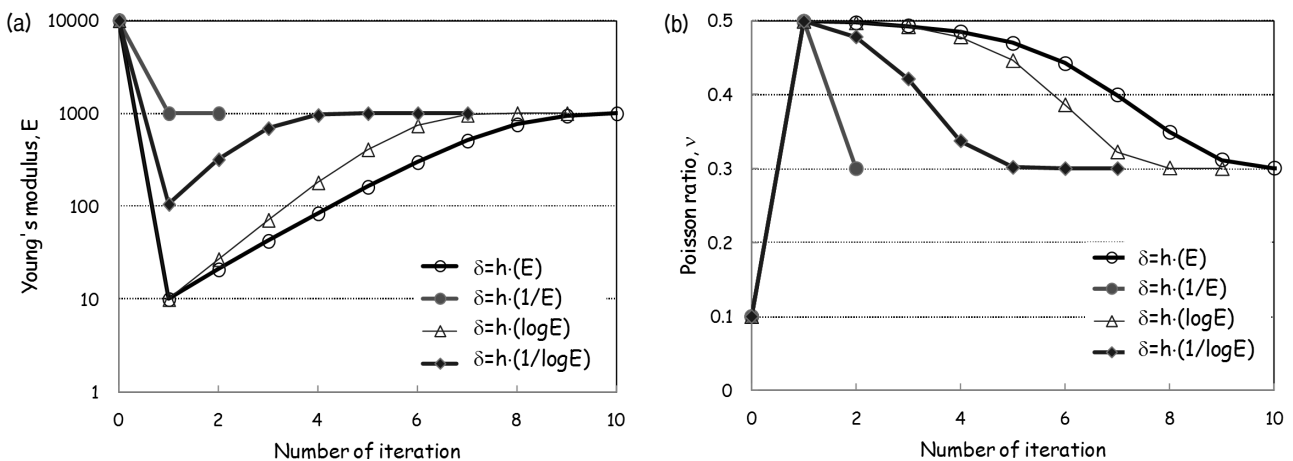 (a)
10000
1000
100
10
1
Young's modulus, E
0 2 4 6 8 10
Number of iteration
δ=h·(E)
δ=h·(1/E)
δ=h·(logE)
δ=h·(1/logE)
(b)
0.5
0.4
0.3
0.2
0.1
0
Poisson ratio, ν
0 2 4 6 8 10
Number of iteration
δ=h·(E)
δ=h·(1/E)
δ=h·(logE)
δ=h·(1/logE)